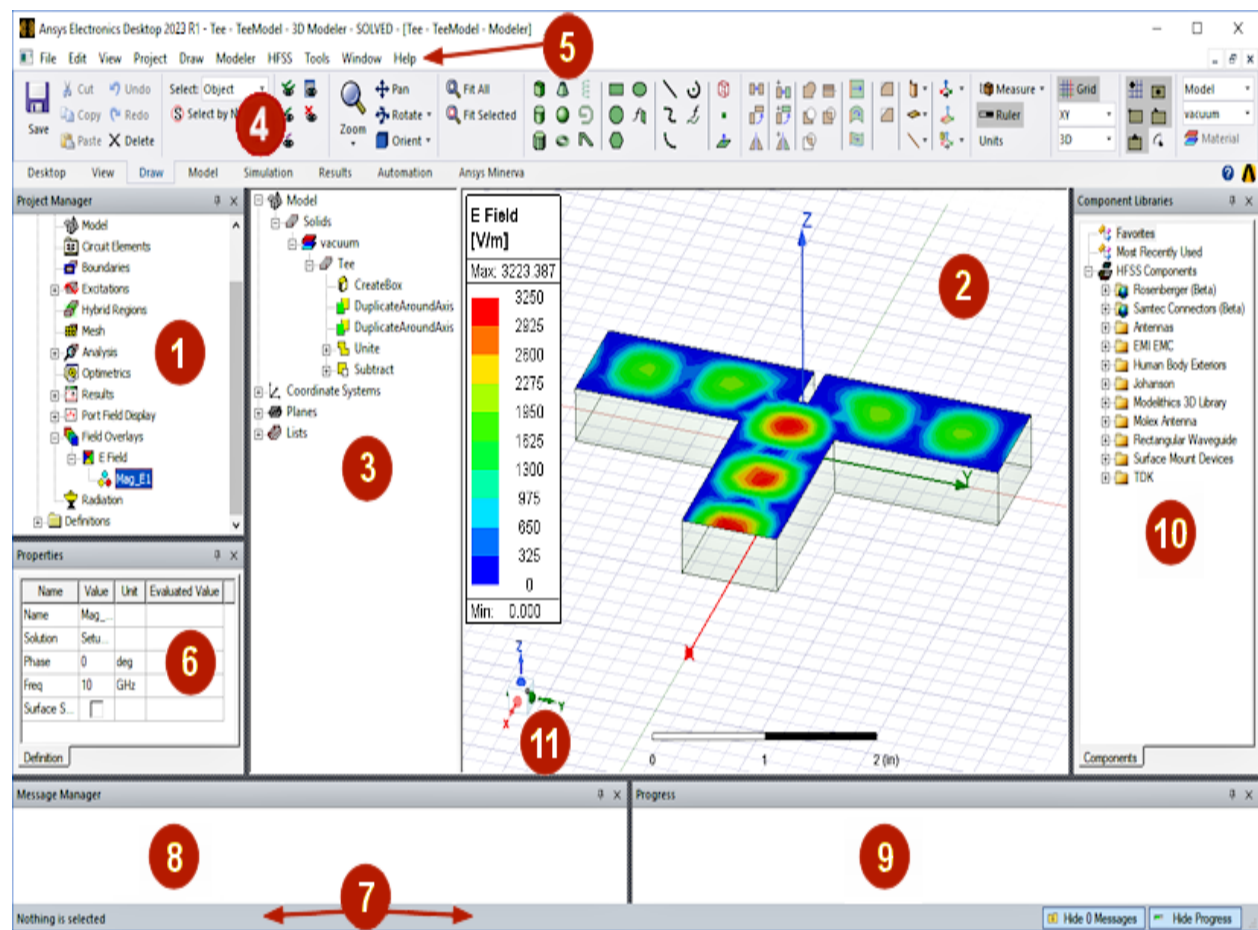 Ansys Electronics Desktop 2023 R1 - Tee - TeeModel - 3D Modeler - SOLVED - [Tee - TeeModel - Modeler]
File Edit View Project Draw Modeler HFSS Tools Window Help
5
Save
Cut Undo
Copy Redo
Paste Delete
Select: Object
Select by N
4
Zoom
Pan
Rotate
Orient
Fit All
Fit Selected
Measure
Ruler
Units
Grid
XY
3D
Model
vacuum
Material
Desktop View Draw Model Simulation Results Automation Ansys Minerva
Project Manager
Model
Circuit Elements
Boundaries
Excitations
Hybrid Regions
Mesh
Analysis
Optimetrics
Results
Port Field Display
Field Overlays
E Field
Mag_E1
Radiation
Definitions
1
Properties
Name Value Unit Evaluated Value
Name Mag_...
Solution Setu...
Phase 0 deg
Freq 10 GHz
Surface S...
6
Definition
Model
Solids
vacuum
Tee
CreateBox
DuplicateAroundAxis
DuplicateAroundAxis
Unite
Subtract
Coordinate Systems
Planes
Lists
3
E Field
[V/m]
Max: 3223.387
3250
2925
2600
2275
1950
1625
1300
975
650
325
0
Min: 0.000
Z
2
Y
X
Z
Y
X
11
0 1 2 (in)
Component Libraries
Favorites
Most Recently Used
HFSS Components
Rosenberger (Beta)
Samtec Connectors (Beta)
Antennas
EMI EMC
Human Body Exteriors
Johanson
Modelithics 3D Library
Molex Antenna
Rectangular Waveguide
Surface Mount Devices
TDK
10
Components
Message Manager
8
Progress
9
7
Nothing is selected
Hide 0 Messages Hide Progress